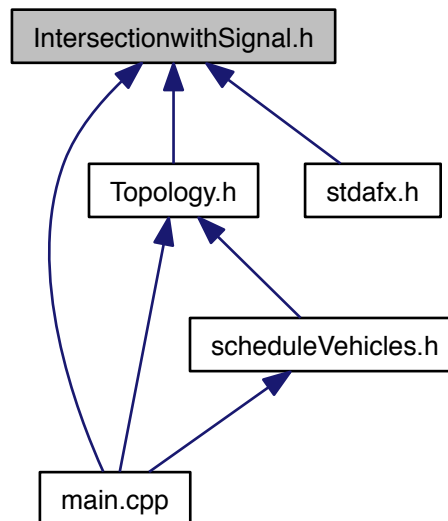 IntersectionwithSignal.h
Topology.h
stdafx.h
scheduleVehicles.h
main.cpp